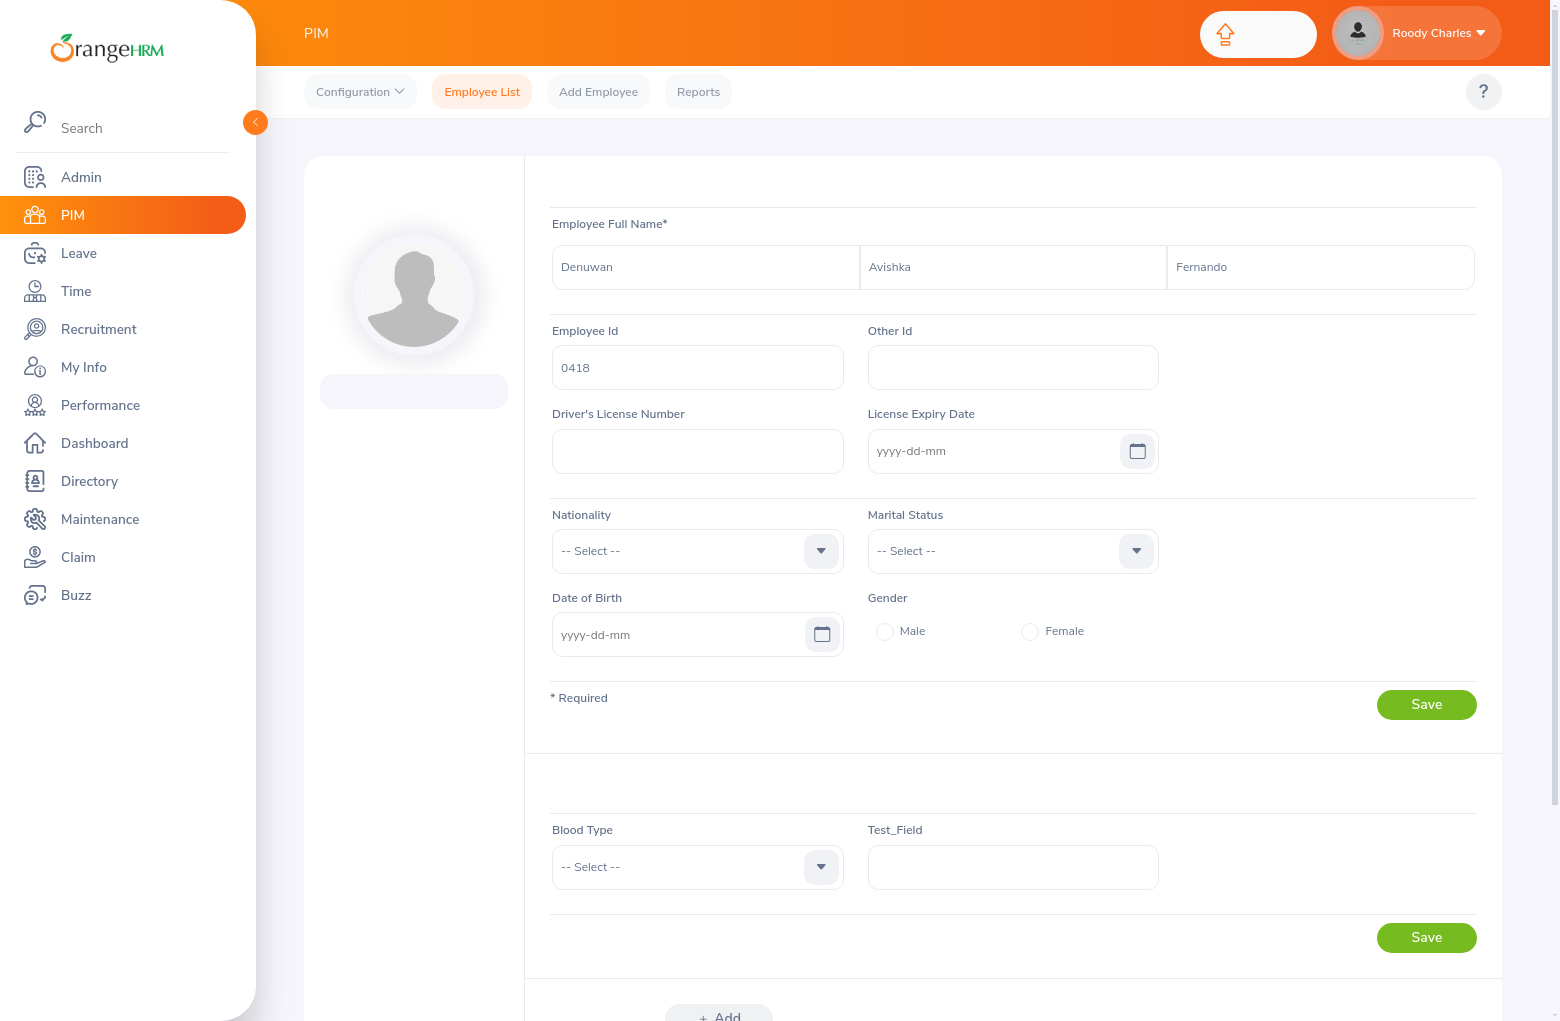 PIM
Roody Charles
OrangeHRM
Configuration
Employee List
Add Employee
Reports
?
Search
Admin
PIM
Leave
Time
Recruitment
My Info
Performance
Dashboard
Directory
Maintenance
Claim
Buzz
Employee Full Name*
Denuwan
Avishka
Fernando
Employee Id
Other Id
0418
Driver's License Number
License Expiry Date
yyyy-dd-mm
Nationality
Marital Status
-- Select --
-- Select --
Date of Birth
Gender
yyyy-dd-mm
Male
Female
* Required
Save
Blood Type
Test_Field
-- Select --
Save
+ Add